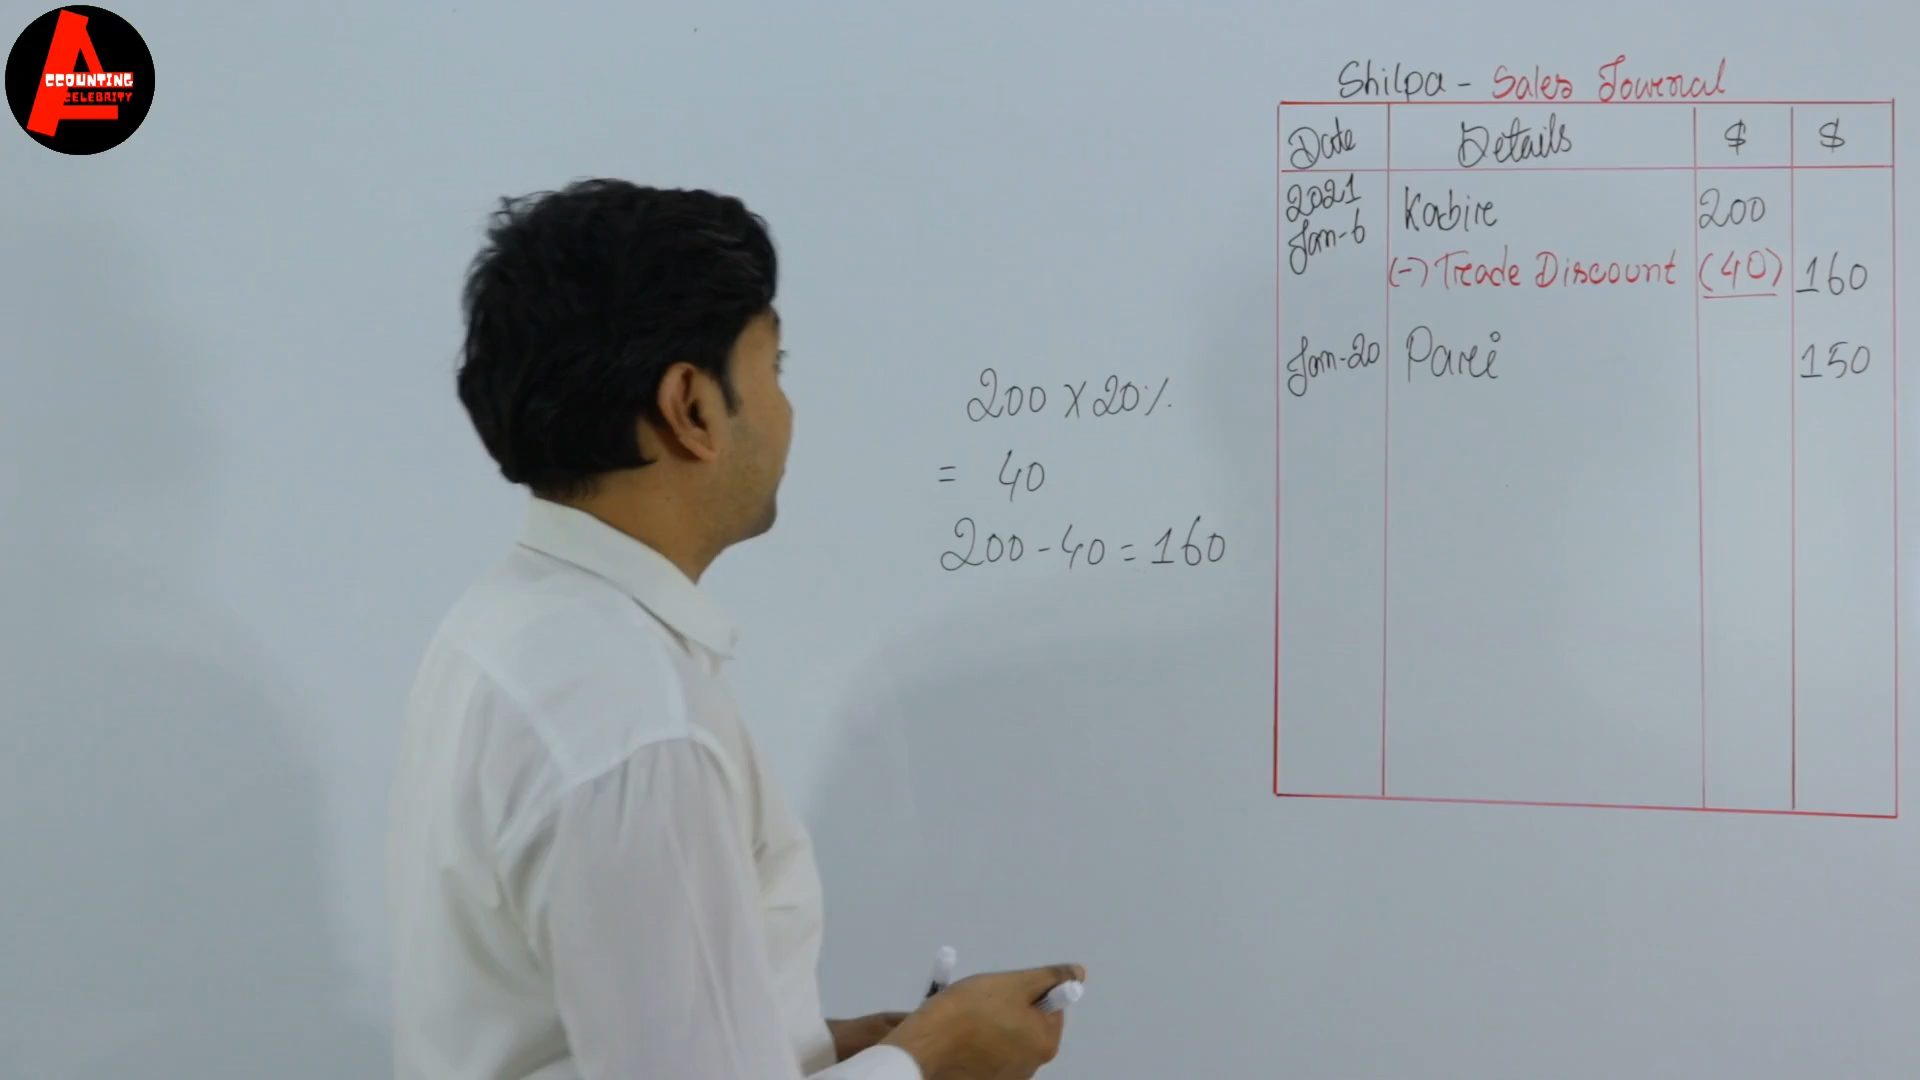 ACCOUNTING
CELEBRITY
Shilpa - Sales Journal
Date Details $ $
2021
Jan-6 Kabir 200
(-) Trade Discount (40) 160
Jan-20 Pari 150
200 X 20%
= 40
200 - 40 = 160